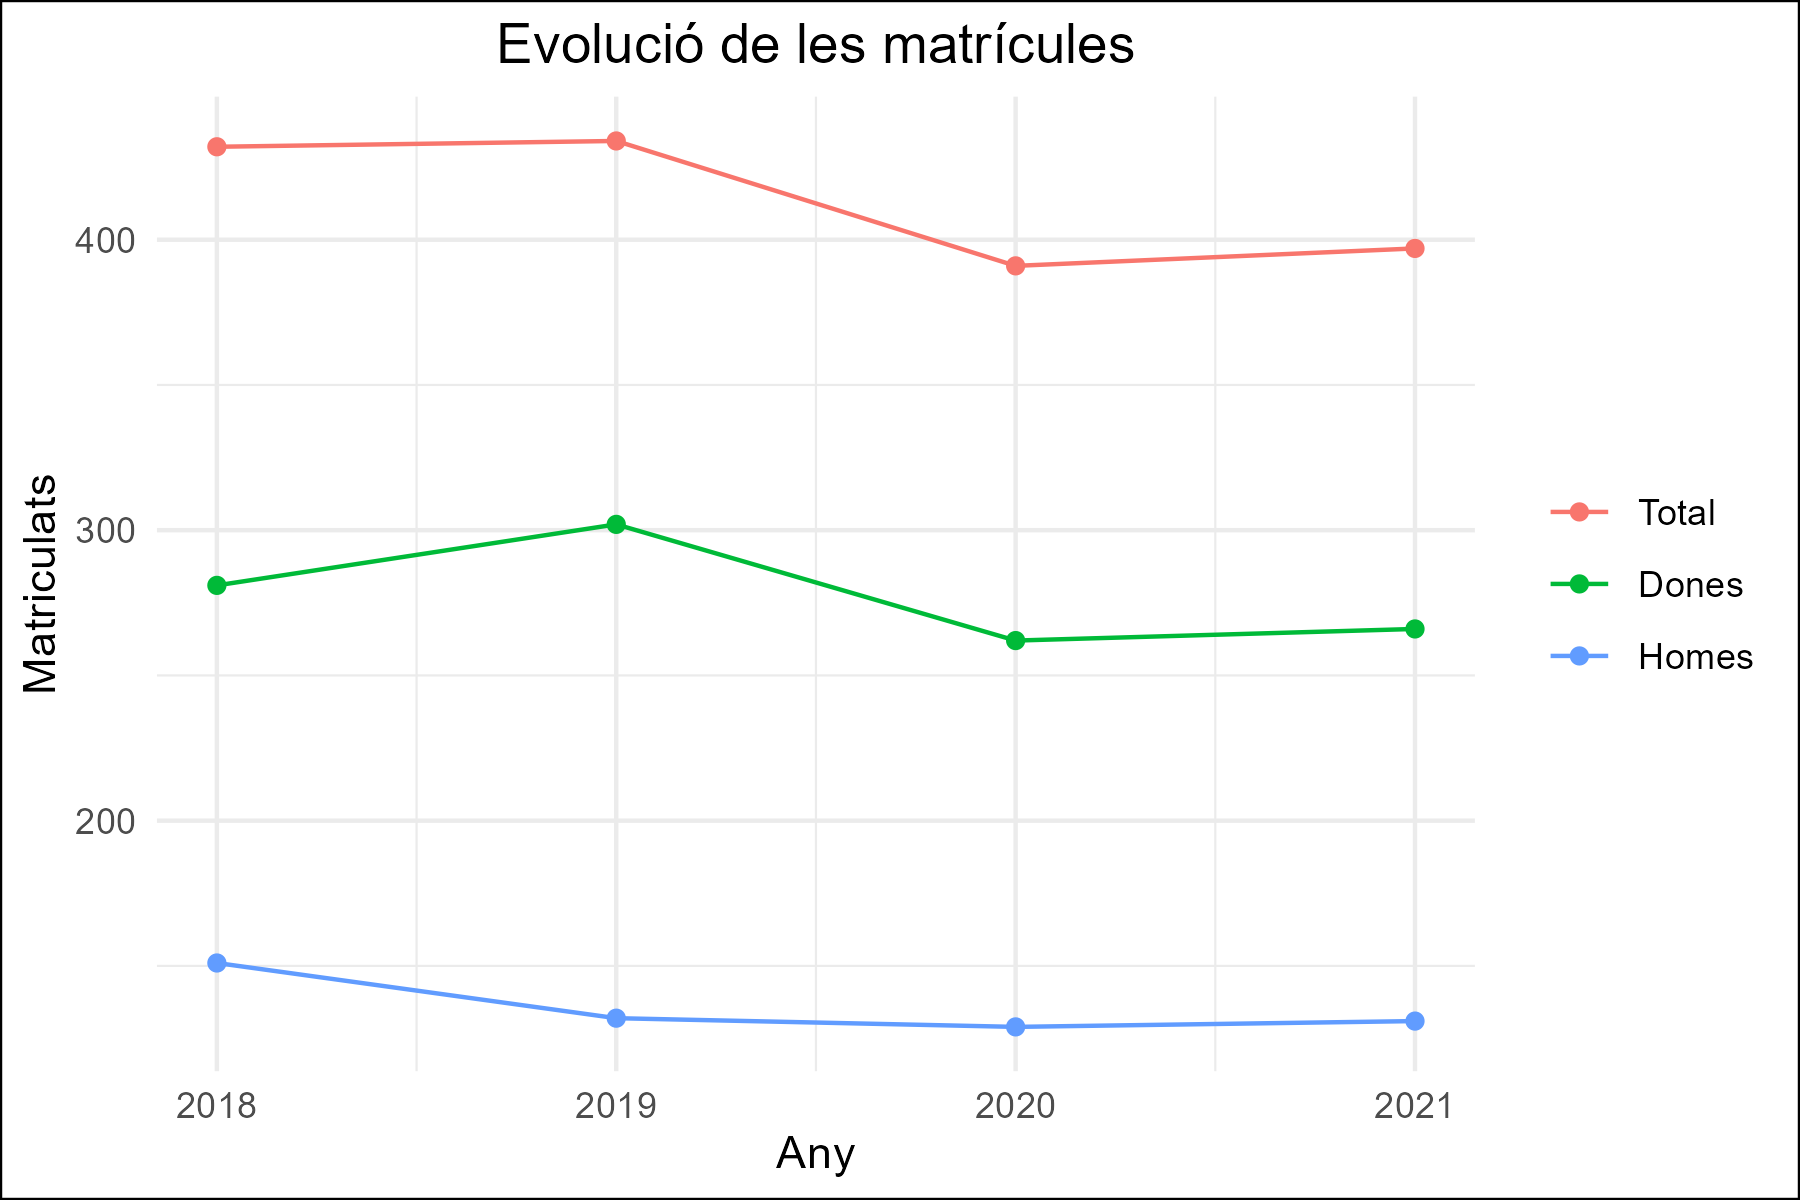 Evolució de les matrícules
Matriculats
400
300
200
2018
2019
2020
2021
Any
Total
Dones
Homes